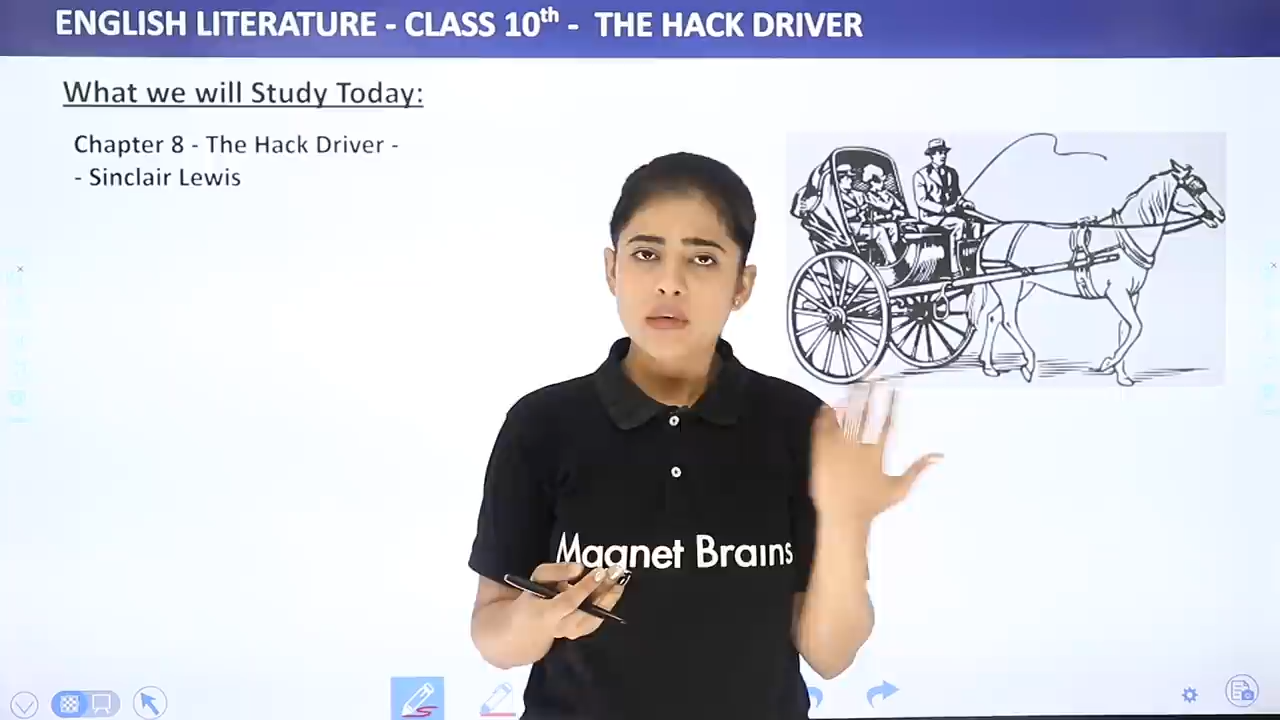 ENGLISH LITERATURE - CLASS 10th - THE HACK DRIVER
What we will Study Today:
Chapter 8 - The Hack Driver -
- Sinclair Lewis
Magnet Brains